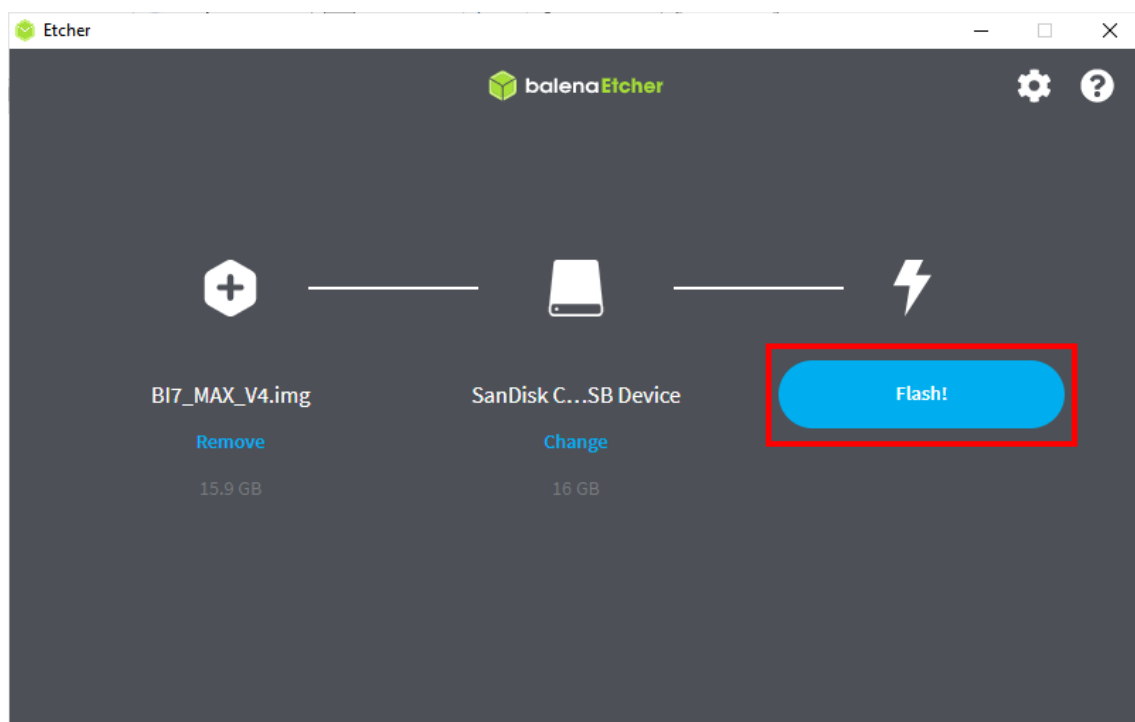 Etcher
balenaEtcher
BI7_MAX_V4.img
SanDisk C...SB Device
Flash!
Remove
Change
15.9 GB
16 GB